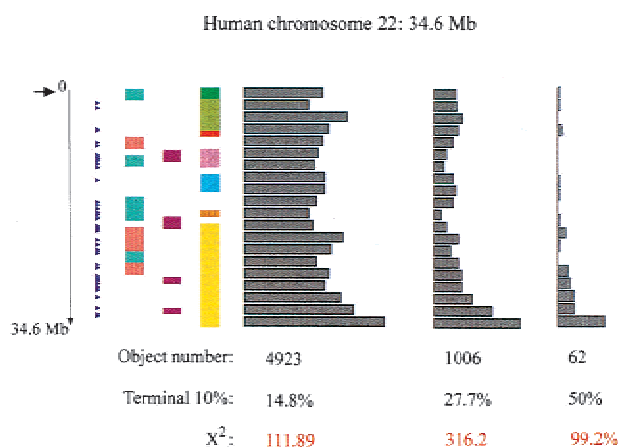 Human chromosome 22: 34.6 Mb
0
34.6 Mb
Object number: 4923 1006 62
Terminal 10%: 14.8% 27.7% 50%
X²: 111.89 316.2 99.2%